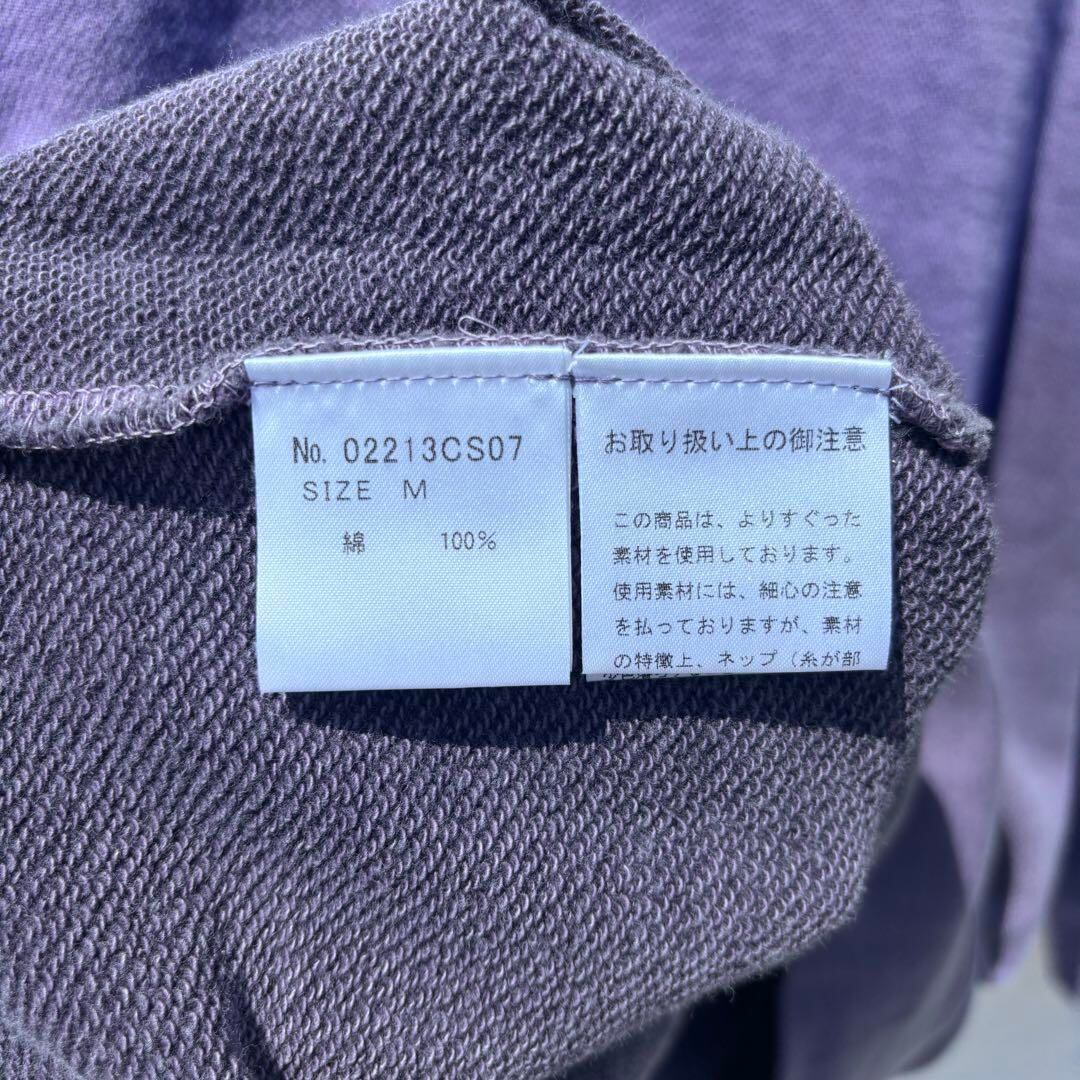 No. 02213CS07
SIZE M
綿 100%
お取り扱い上の御注意
この商品は、よりすぐった
素材を使用しております。
使用素材には、細心の注意
を払っておりますが、素材
の特徴上、ネップ（糸が部